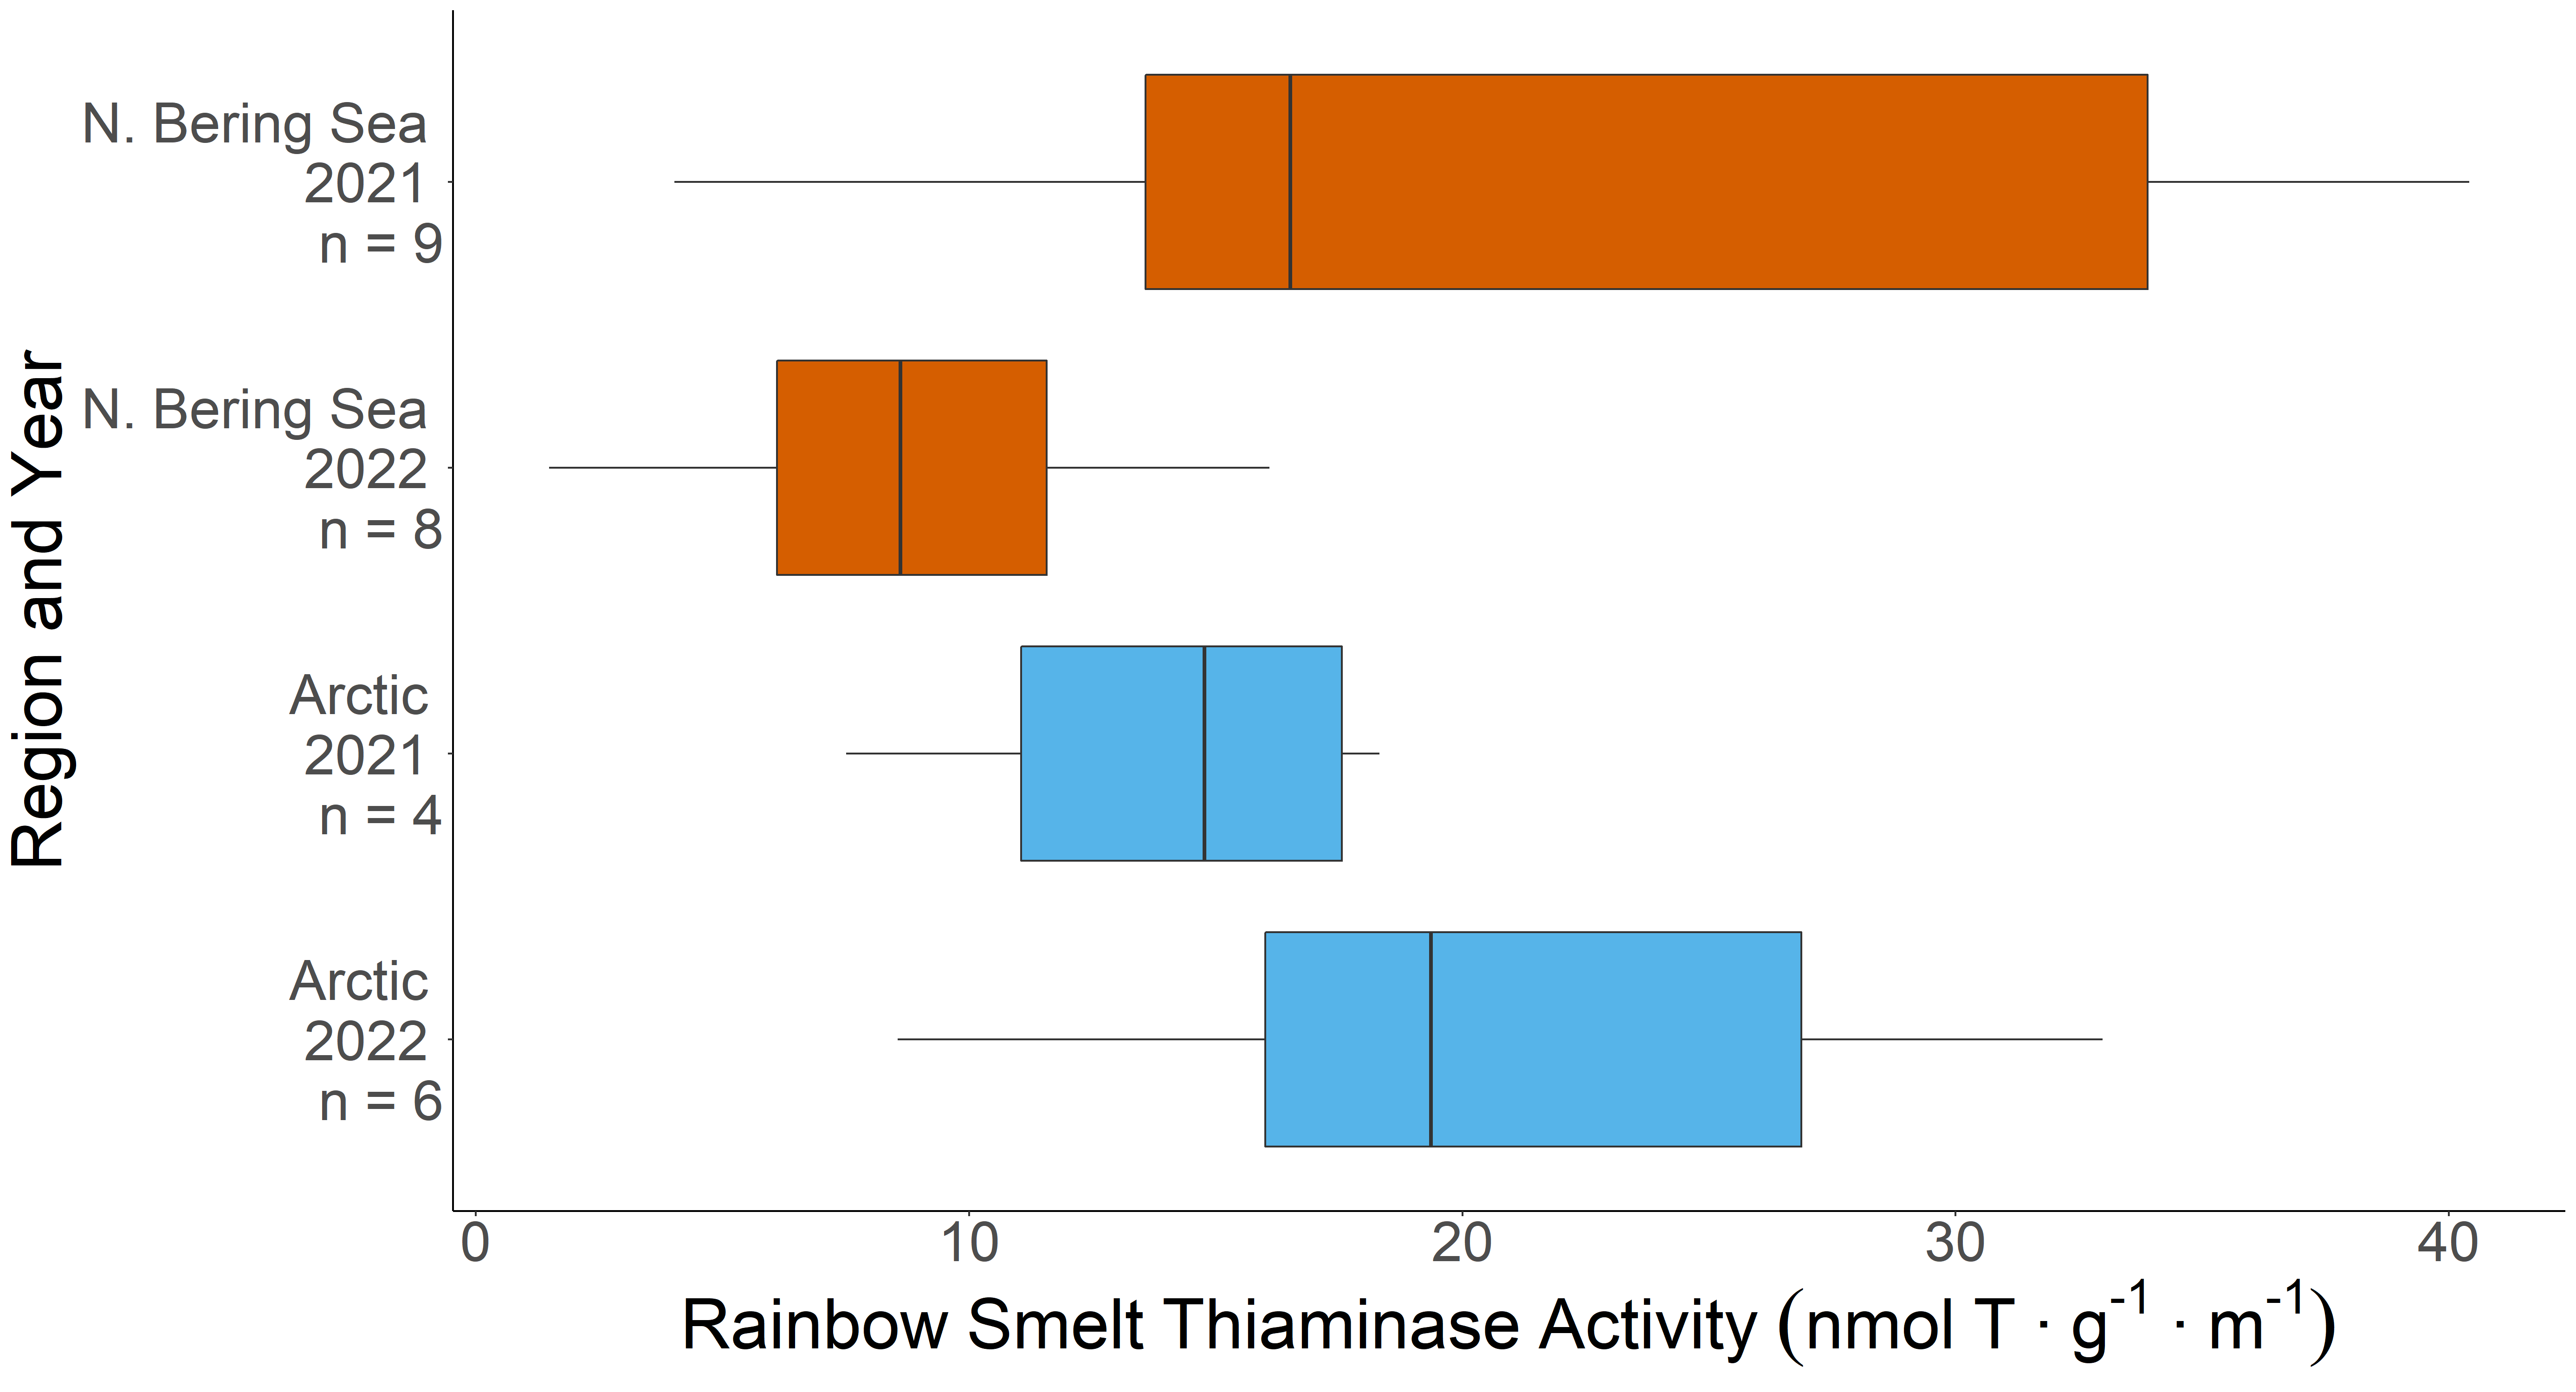 Region and Year
N. Bering Sea
2021
n = 9
N. Bering Sea
2022
n = 8
Arctic
2021
n = 4
Arctic
2022
n = 6
0 10 20 30 40
Rainbow Smelt Thiaminase Activity (nmol T · g⁻¹ · m⁻¹)